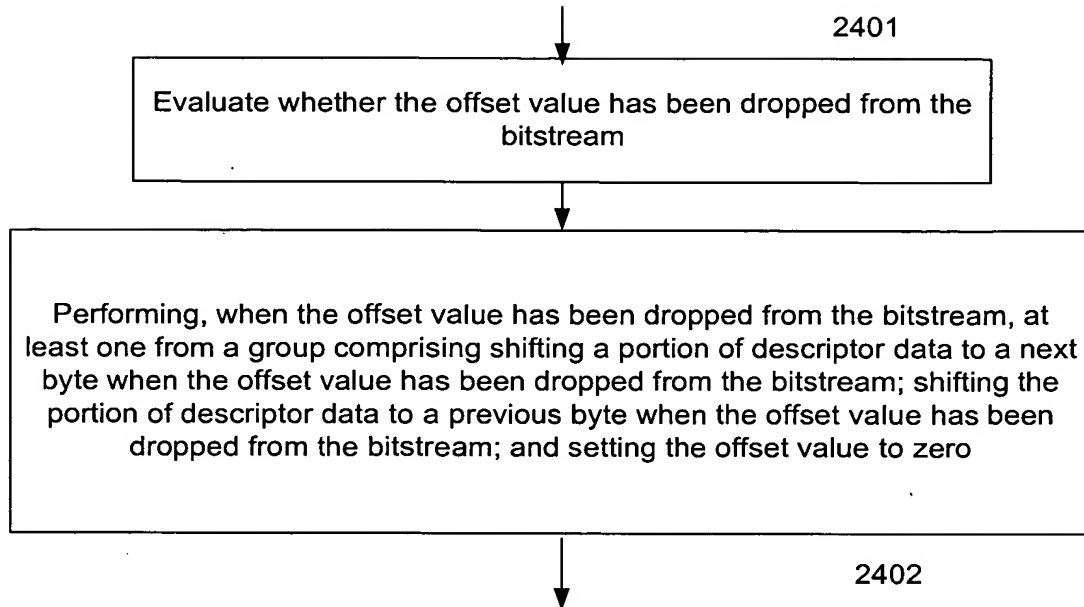 2401
Evaluate whether the offset value has been dropped from the
bitstream
Performing, when the offset value has been dropped from the bitstream, at
least one from a group comprising shifting a portion of descriptor data to a next
byte when the offset value has been dropped from the bitstream; shifting the
portion of descriptor data to a previous byte when the offset value has been
dropped from the bitstream; and setting the offset value to zero
2402